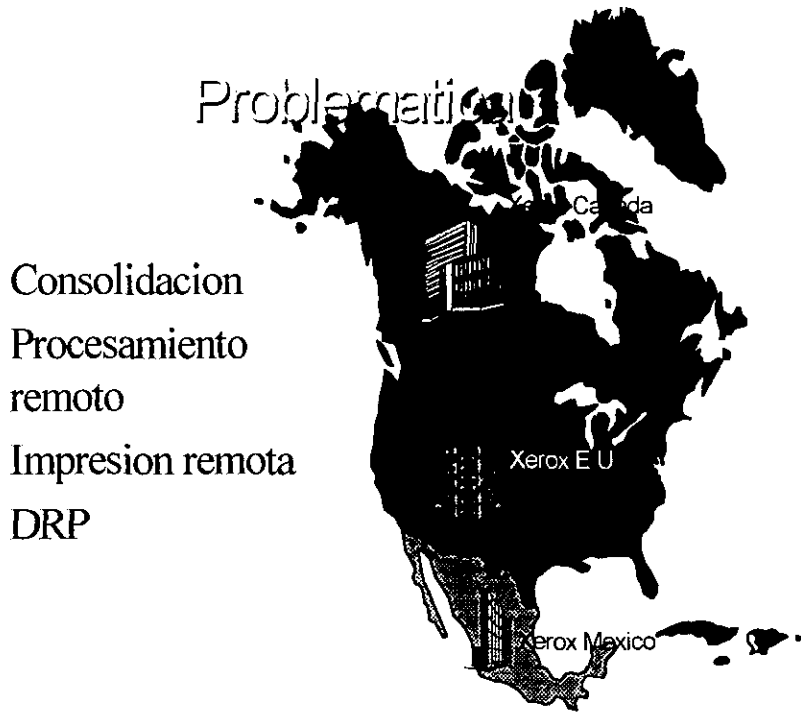 Problematica
Xerox Canada
Consolidacion
Procesamiento
remoto
Impresion remota
DRP
Xerox E U
Xerox Mexico